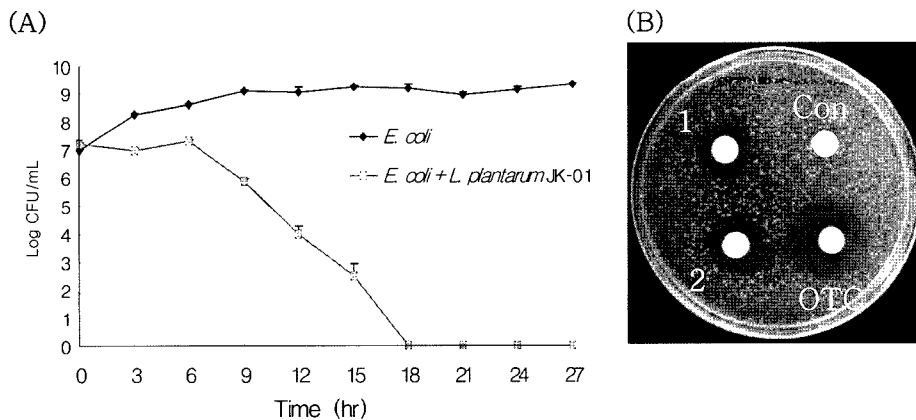 (A)
10
9
8
7
6
5
4
3
2
1
0
Log CFU/mL
E. coli
E. coli + L. plantarum JK-01
0 3 6 9 12 15 18 21 24 27
Time (hr)
(B)
1
Con
2
OTC